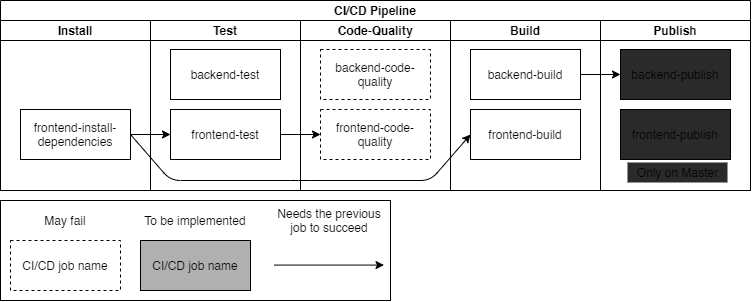 CI/CD Pipeline
Install
Test
Code-Quality
Build
Publish
backend-test
backend-code-
quality
backend-build
backend-publish
frontend-install-
dependencies
frontend-test
frontend-code-
quality
frontend-build
frontend-publish
Only on Master
May fail
To be implemented
Needs the previous
job to succeed
CI/CD job name
CI/CD job name